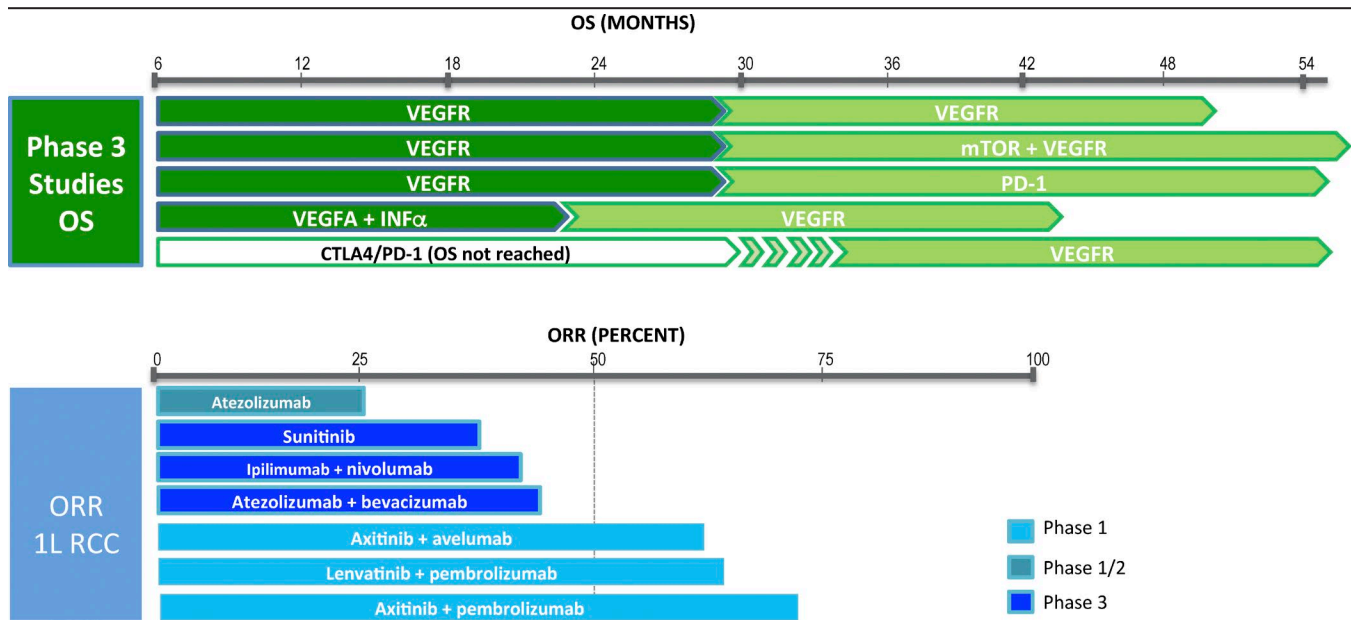 OS (MONTHS)
6 12 18 24 30 36 42 48 54
Phase 3
Studies
OS
VEGFR VEGFR
VEGFR mTOR + VEGFR
VEGFR PD-1
VEGFA + INFα VEGFR
CTLA4/PD-1 (OS not reached) VEGFR
ORR (PERCENT)
0 25 50 75 100
ORR
1L RCC
Atezolizumab
Sunitinib
Ipilimumab + nivolumab
Atezolizumab + bevacizumab
Axitinib + avelumab
Lenvatinib + pembrolizumab
Axitinib + pembrolizumab
Phase 1
Phase 1/2
Phase 3